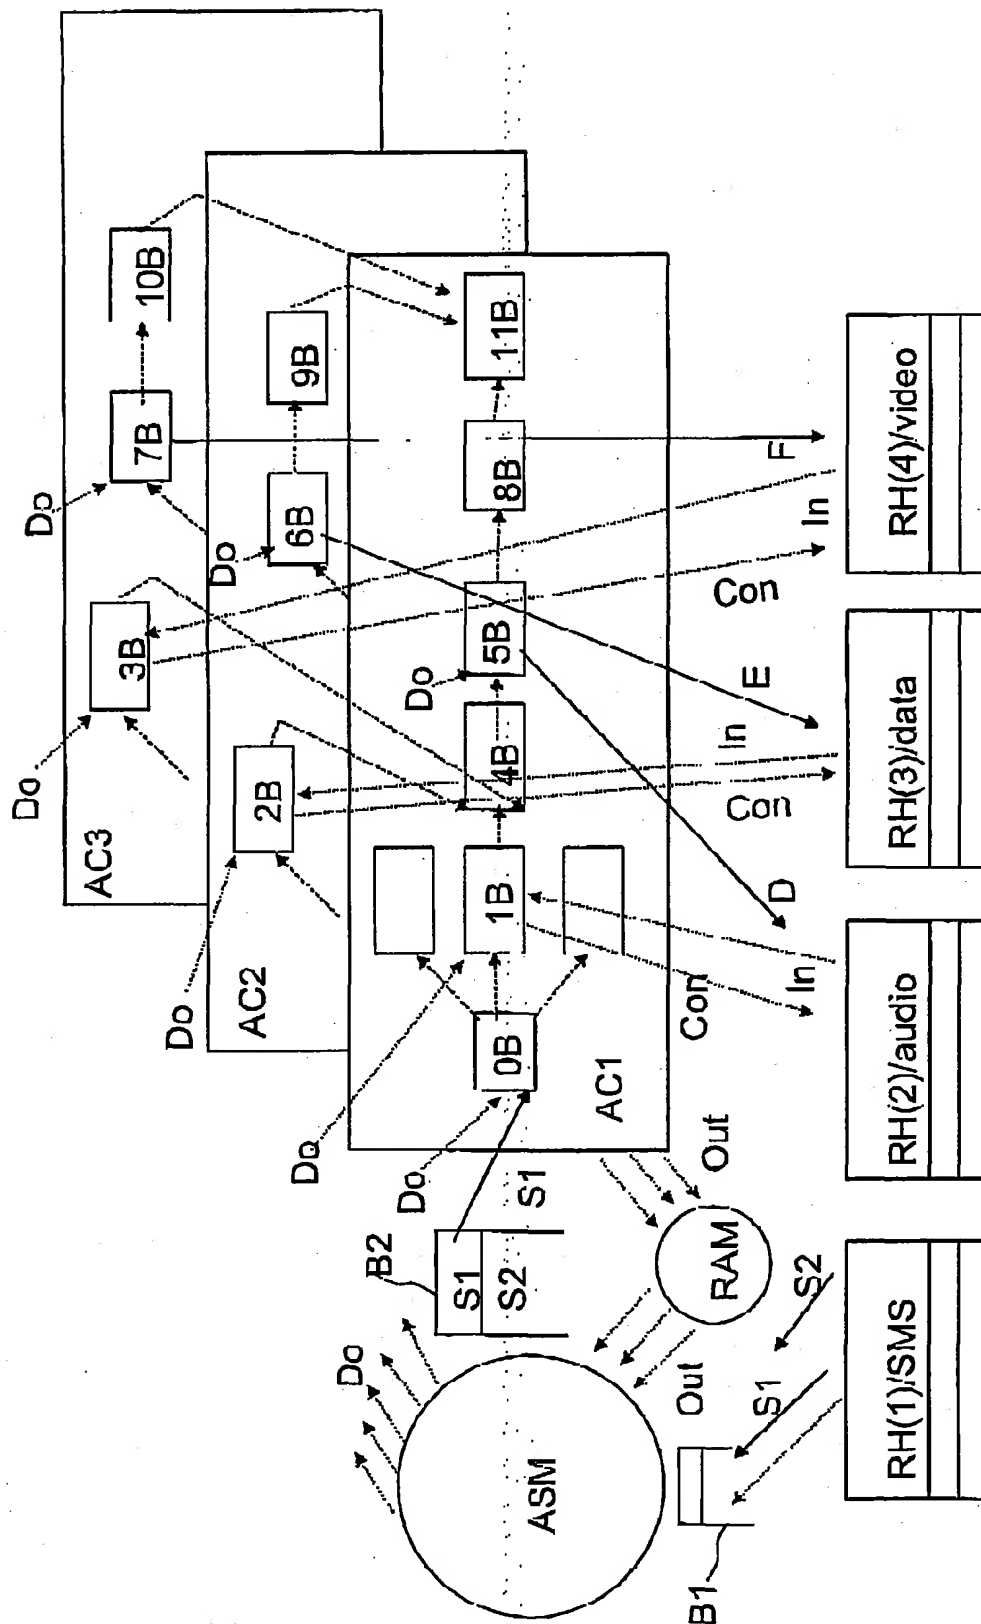 Do
Do
AC3
3B
7B
10B
Do
Do
AC2
2B
6B
9B
Do
Do
Do
0B
1B
4B
5B
8B
11B
AC1
Do
B2
S1
S2
S1
ASM
RAM
Out
Out
B1
S1
S2
Con
In
D
Con
In
E
Con
In
F
RH(1)/SMS
RH(2)/audio
RH(3)/data
RH(4)/video